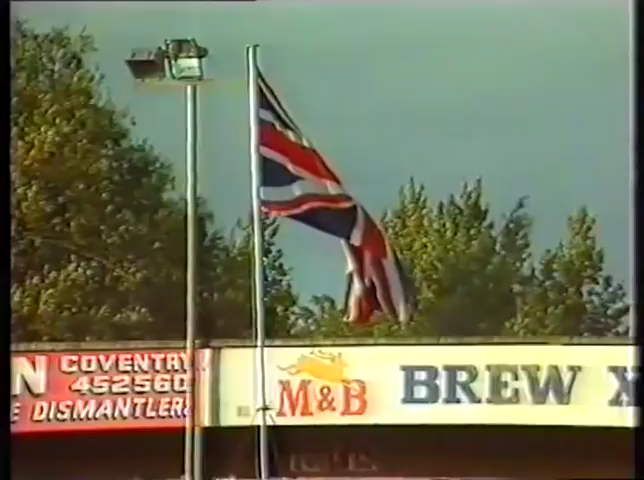 N COVENTRY
452560
E DISMANTLERS
M&B
BREW X